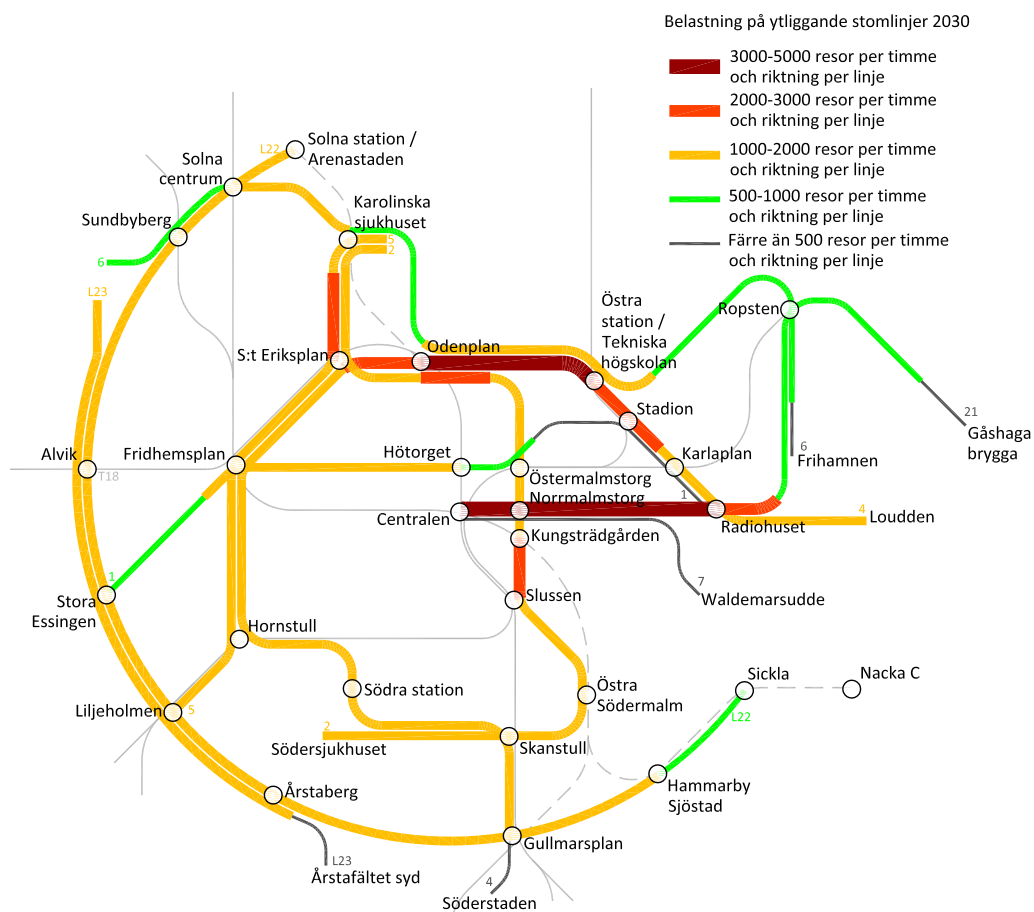 Belastning på ytliggande stomlinjer 2030
3000-5000 resor per timme
och riktning per linje
2000-3000 resor per timme
och riktning per linje
1000-2000 resor per timme
och riktning per linje
500-1000 resor per timme
och riktning per linje
Färre än 500 resor per timme
och riktning per linje
L22
Solna station /
Arenastaden
Solna
centrum
Karolinska
sjukhuset
Sundbyberg
5
2
6
L23
Östra
station /
Tekniska
högskolan
Ropsten
S:t Eriksplan
Odenplan
Stadion
21
Gåshaga
brygga
Alvik
T18
Fridhemsplan
Hötorget
Karlaplan
6
Frihamnen
Östermalmstorg
Norrmalmstorg
1
Centralen
Radiohuset
4
Loudden
Kungsträdgården
1
7
Waldemarsudde
Stora
Essingen
Slussen
Hornstull
Sickla
Nacka C
Södra station
Östra
Södermalm
Liljeholmen
5
L22
2
Södersjukhuset
Skanstull
Årstaberg
Hammarby
Sjöstad
Gullmarsplan
L23
Årstafältet syd
4
Söderstaden